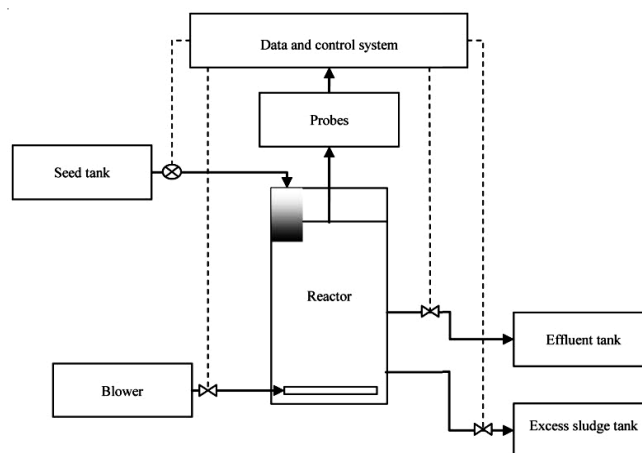 Data and control system
Probes
Seed tank
Reactor
Effluent tank
Blower
Excess sludge tank